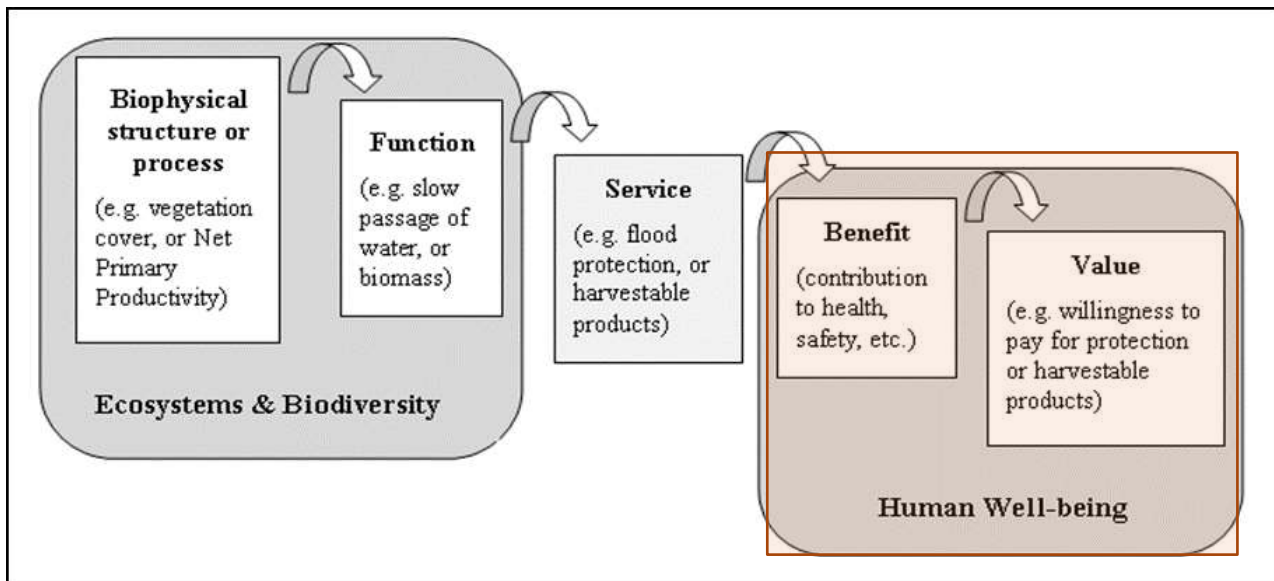 Biophysical
structure or
process
(e.g. vegetation
cover, or Net
Primary
Productivity)
Function
(e.g. slow
passage of
water, or
biomass)
Ecosystems & Biodiversity
Service
(e.g. flood
protection, or
harvestable
products)
Benefit
(contribution
to health,
safety, etc.)
Value
(e.g. willingness to
pay for protection
or harvestable
products)
Human Well-being